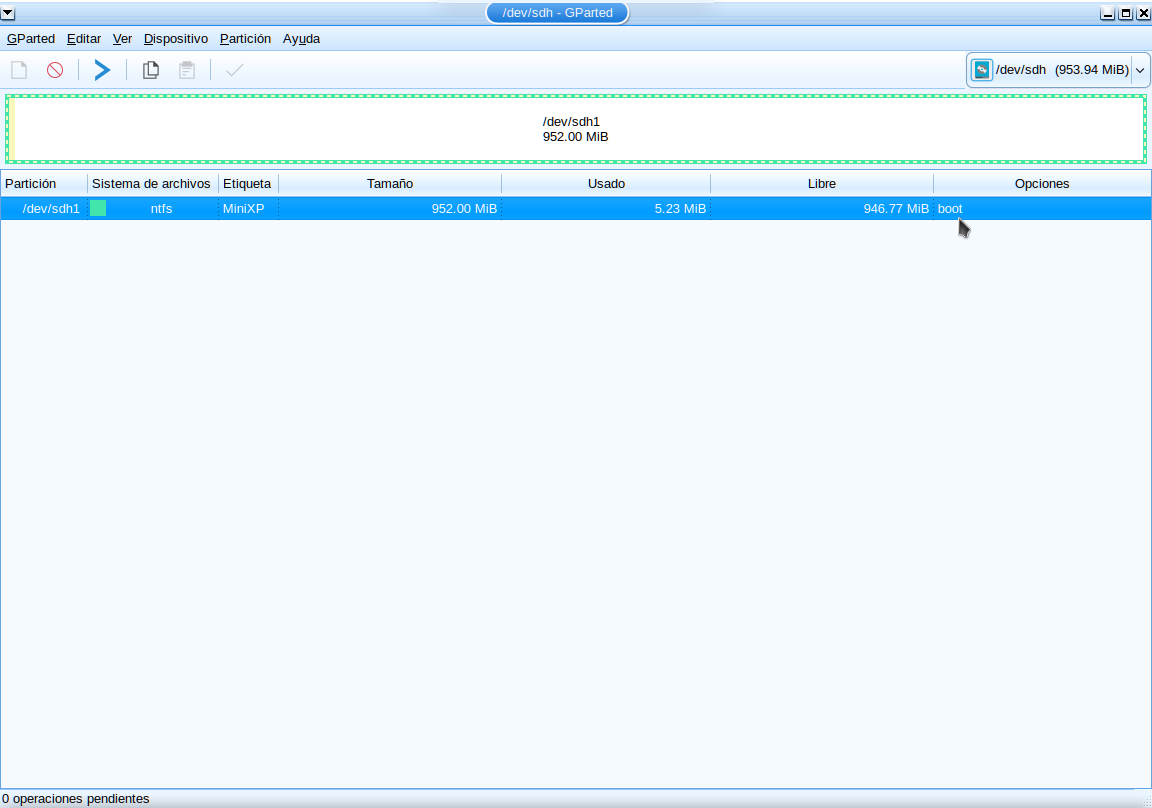 /dev/sdh - GParted
GParted Editar Ver Dispositivo Partición Ayuda
/dev/sdh (953.94 MiB)
/dev/sdh1
952.00 MiB
Partición Sistema de archivos Etiqueta Tamaño Usado Libre Opciones
/dev/sdh1 ntfs MiniXP 952.00 MiB 5.23 MiB 946.77 MiB boot
0 operaciones pendientes